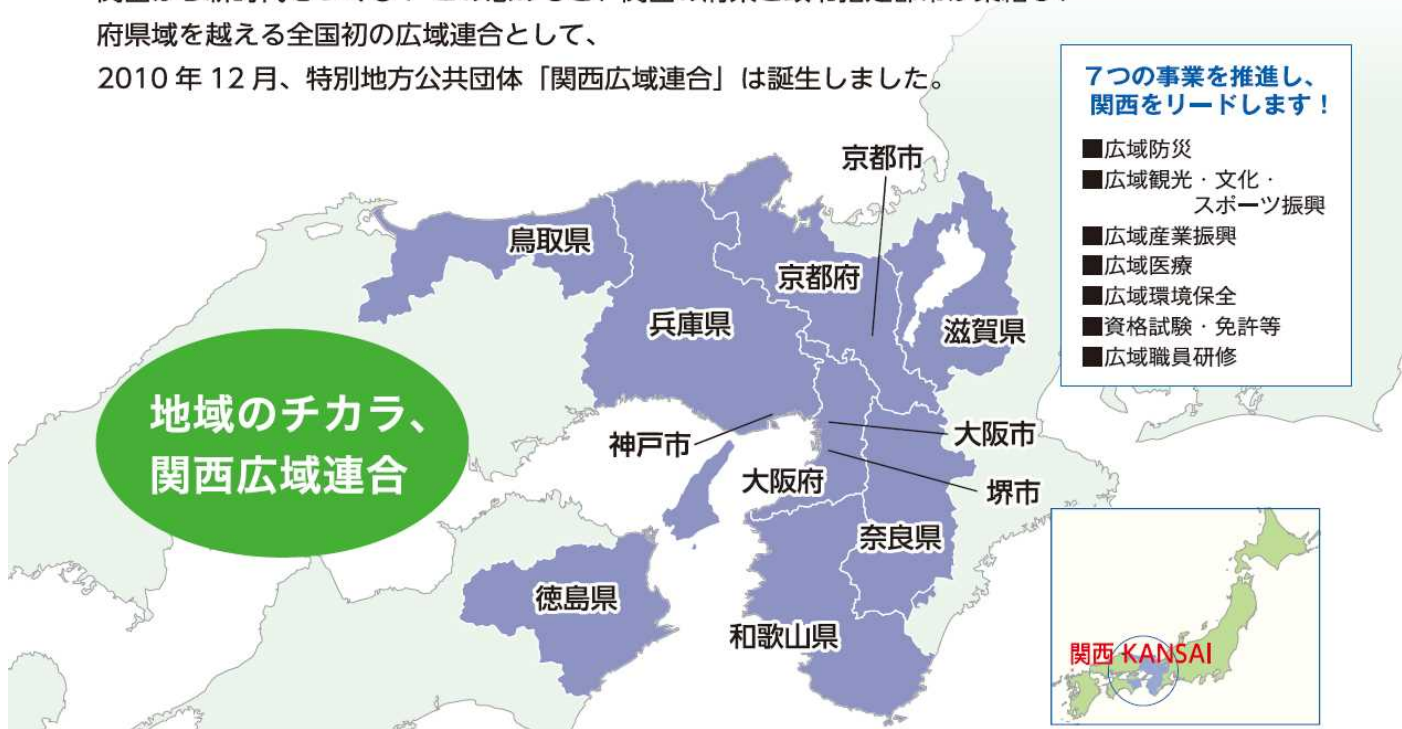 府県域を越える全国初の広域連合として、
2010年12月、特別地方公共団体「関西広域連合」は誕生しました。
7つの事業を推進し、
関西をリードします！
■広域防災
■広域観光・文化・
スポーツ振興
■広域産業振興
■広域医療
■広域環境保全
■資格試験・免許等
■広域職員研修
京都市
鳥取県
京都府
兵庫県
滋賀県
地域のチカラ、
関西広域連合
神戸市
大阪市
大阪府
堺市
奈良県
徳島県
和歌山県
関西 KANSAI